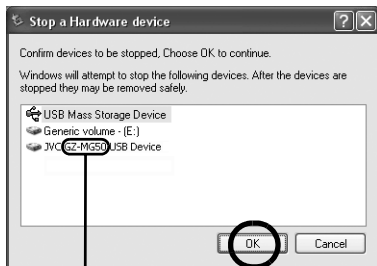 Stop a Hardware device
Confirm devices to be stopped, Choose OK to continue.
Windows will attempt to stop the following devices. After the devices are
stopped they may be removed safely.
USB Mass Storage Device
Generic volume - (E:)
JVC GZ-MG50 USB Device
OK
Cancel